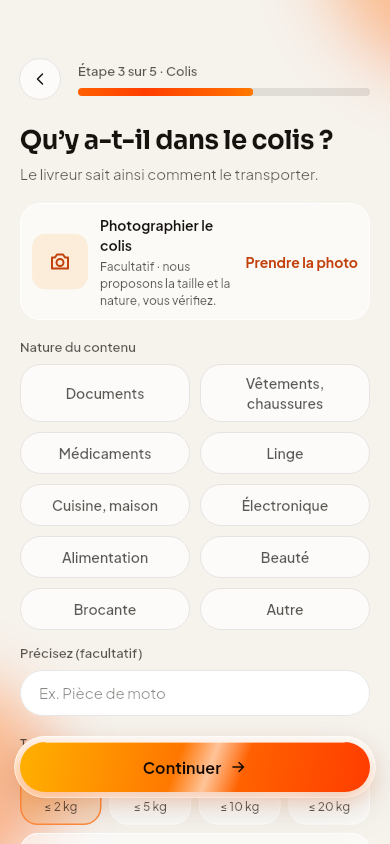 Étape 3 sur 5 · Colis
Qu’y a-t-il dans le colis ?
Le livreur sait ainsi comment le transporter.
Photographier le
colis
Facultatif · nous
proposons la taille et la
nature, vous vérifiez.
Prendre la photo
Nature du contenu
Documents
Vêtements,
chaussures
Médicaments
Linge
Cuisine, maison
Électronique
Alimentation
Beauté
Brocante
Autre
Précisez (facultatif)
Ex. Pièce de moto
Continuer →
≤ 2 kg
≤ 5 kg
≤ 10 kg
≤ 20 kg